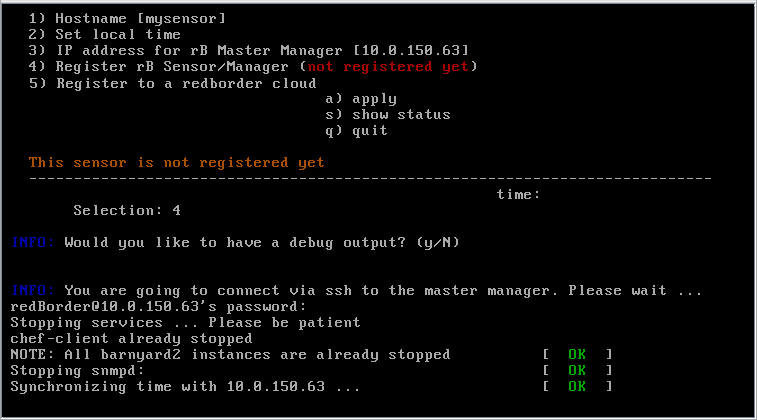 1) Hostname [mysensor]
2) Set local time
3) IP address for rB Master Manager [10.0.150.63]
4) Register rB Sensor/Manager (not registered yet)
5) Register to a redborder cloud
a) apply
s) show status
q) quit
This sensor is not registered yet
------------------------------------------------------------------------------
time:
Selection: 4
INFO: Would you like to have a debug output? (y/N)
INFO: You are going to connect via ssh to the master manager. Please wait ...
redBorder@10.0.150.63's password:
Stopping services ... Please be patient
chef-client already stopped
NOTE: All barnyard2 instances are already stopped [ OK ]
Stopping snmpd: [ OK ]
Synchronizing time with 10.0.150.63 ... [ OK ]